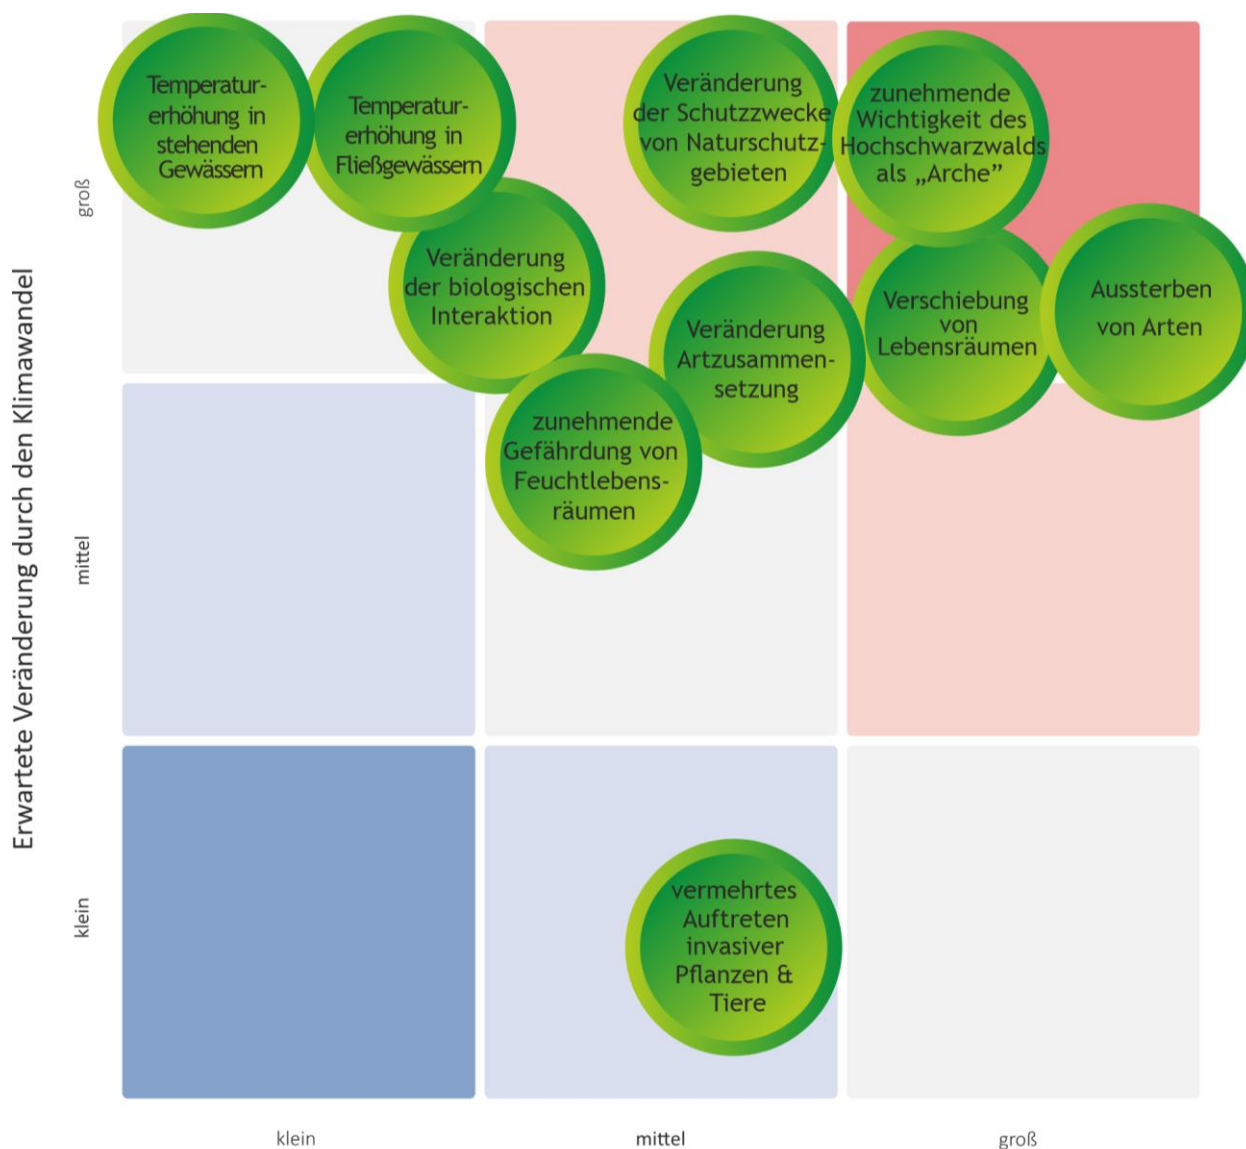 Temperatur-
erhöhung in
stehenden
Gewässern
Temperatur-
erhöhung in
Fließgewässern
Veränderung
der Schutzzwecke
von Naturschutz-
gebieten
zunehmende
Wichtigkeit des
Hochschwarzwalds
als „Arche”
Veränderung
der biologischen
Interaktion
Veränderung
Artzusammen-
setzung
Verschiebung
von
Lebensräumen
Aussterben
von Arten
zunehmende
Gefährdung von
Feuchtlebens-
räumen
vermehrtes
Auftreten
invasiver
Pflanzen &
Tiere
Erwartete Veränderung durch den Klimawandel
groß
mittel
klein
klein
mittel
groß